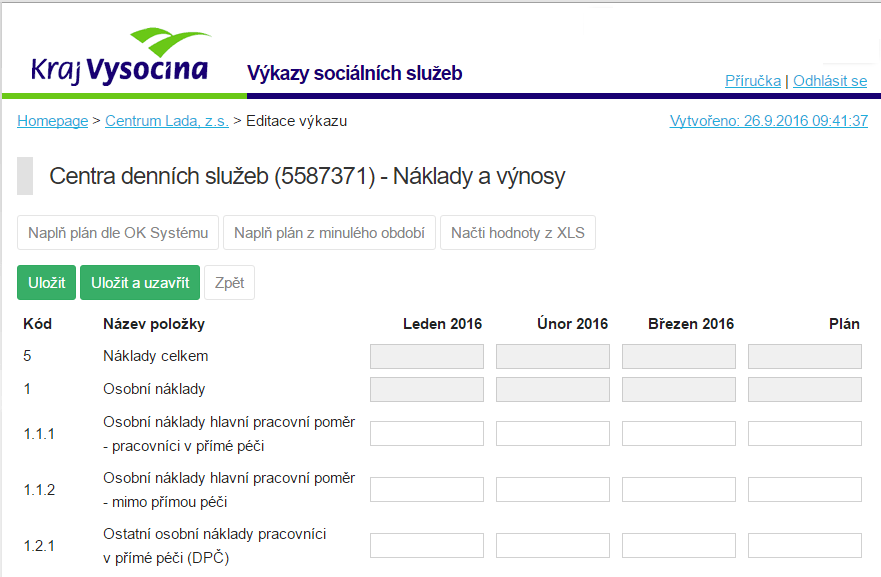 Kraj Vysočina
Výkazy sociálních služeb
Příručka | Odhlásit se
Homepage > Centrum Lada, z.s. > Editace výkazu
Vytvořeno: 26.9.2016 09:41:37
Centra denních služeb (5587371) - Náklady a výnosy
Naplň plán dle OK Systému
Naplň plán z minulého období
Načti hodnoty z XLS
Uložit
Uložit a uzavřít
Zpět
Kód Název položky Leden 2016 Únor 2016 Březen 2016 Plán
5 Náklady celkem
1 Osobní náklady
1.1.1 Osobní náklady hlavní pracovní poměr
- pracovníci v přímé péči
1.1.2 Osobní náklady hlavní pracovní poměr
- mimo přímou péči
1.2.1 Ostatní osobní náklady pracovníci
v přímé péči (DPČ)